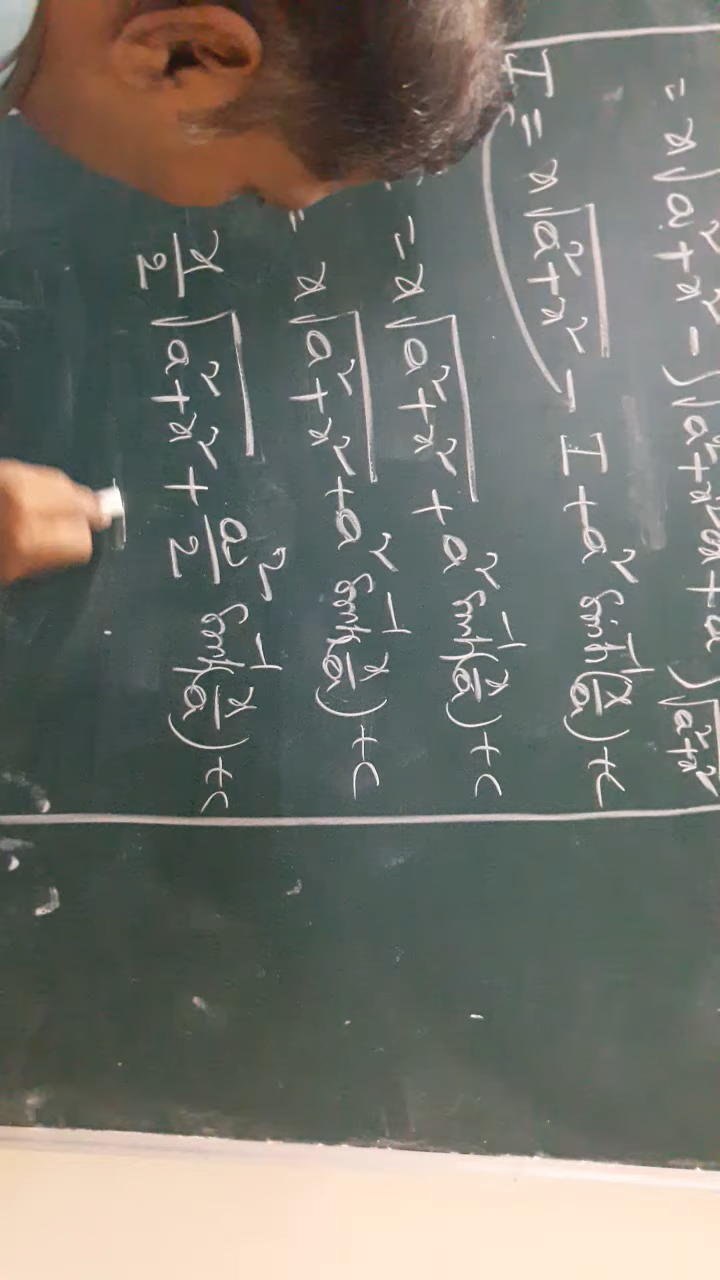 = x√a²+x² - ∫√a²+x² dx + a² ∫ √a²+x²
I = x√a²+x² - I + a² sinh⁻¹(x/a) + c
= x√a²+x² + a² sinh⁻¹(x/a) + c
= x√a²+x² + a² sinh⁻¹(x/a) + c
x/2 √a²+x² + a²/2 sinh⁻¹(x/a) + c